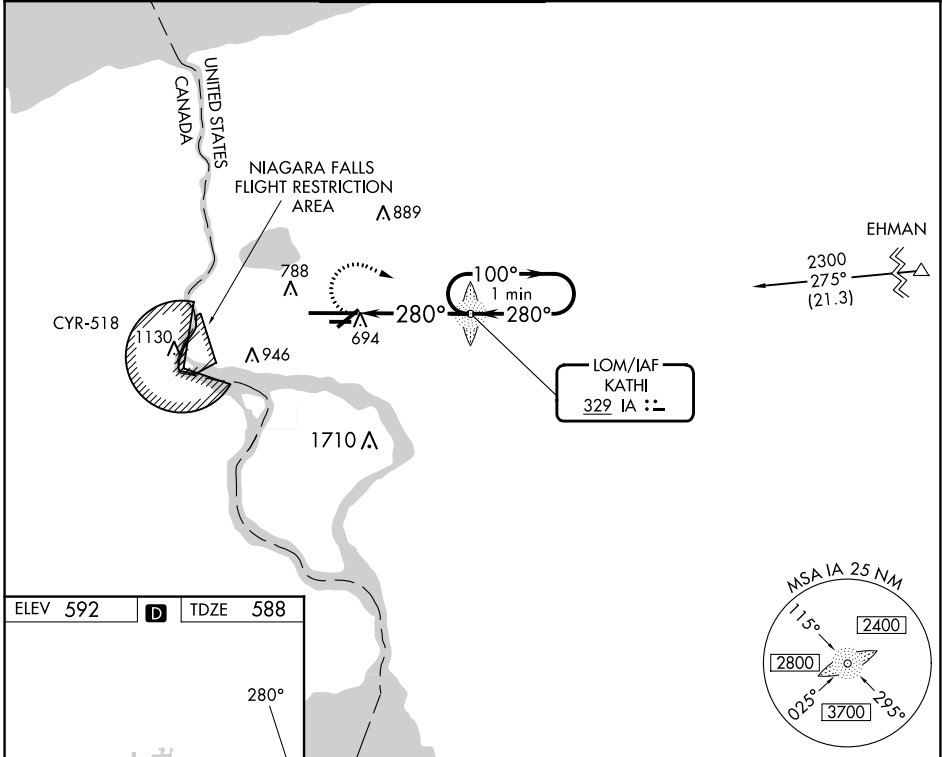 UNITED STATES
CANADA
NIAGARA FALLS
FLIGHT RESTRICTION
AREA
889
EHMAN
2300
275°
(21.3)
788
100°
1 min
280°
280°
694
CYR-518
1130
946
LOM/IAF
KATHI
329 IA
1710
MSA IA 25 NM
115°
2400
2800
025°
3700
295°
ELEV 592
D
TDZE 588
280°